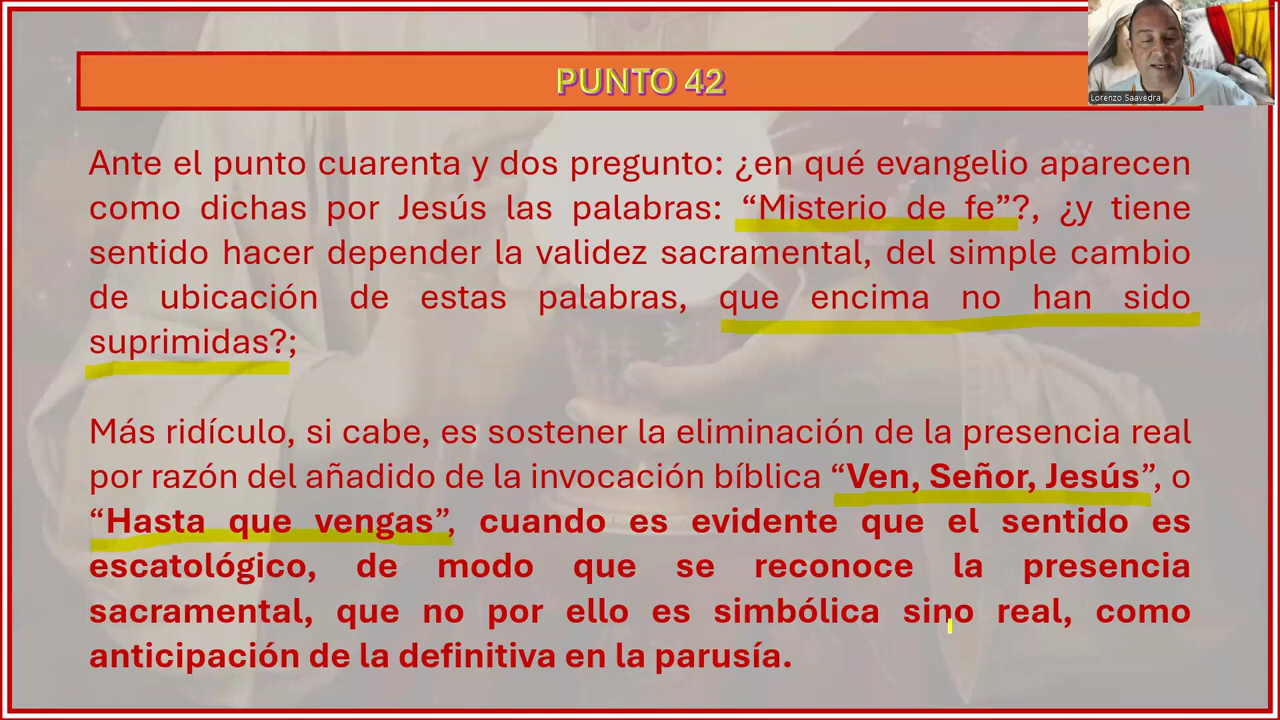 PUNTO 42
Lorenzo Saavedra
Ante el punto cuarenta y dos pregunto: ¿en qué evangelio aparecen
como dichas por Jesús las palabras: “Misterio de fe”?, ¿y tiene
sentido hacer depender la validez sacramental, del simple cambio
de ubicación de estas palabras, que encima no han sido
suprimidas?;
Más ridículo, si cabe, es sostener la eliminación de la presencia real
por razón del añadido de la invocación bíblica “Ven, Señor, Jesús”, o
“Hasta que vengas”, cuando es evidente que el sentido es
escatológico, de modo que se reconoce la presencia
sacramental, que no por ello es simbólica sino real, como
anticipación de la definitiva en la parusía.